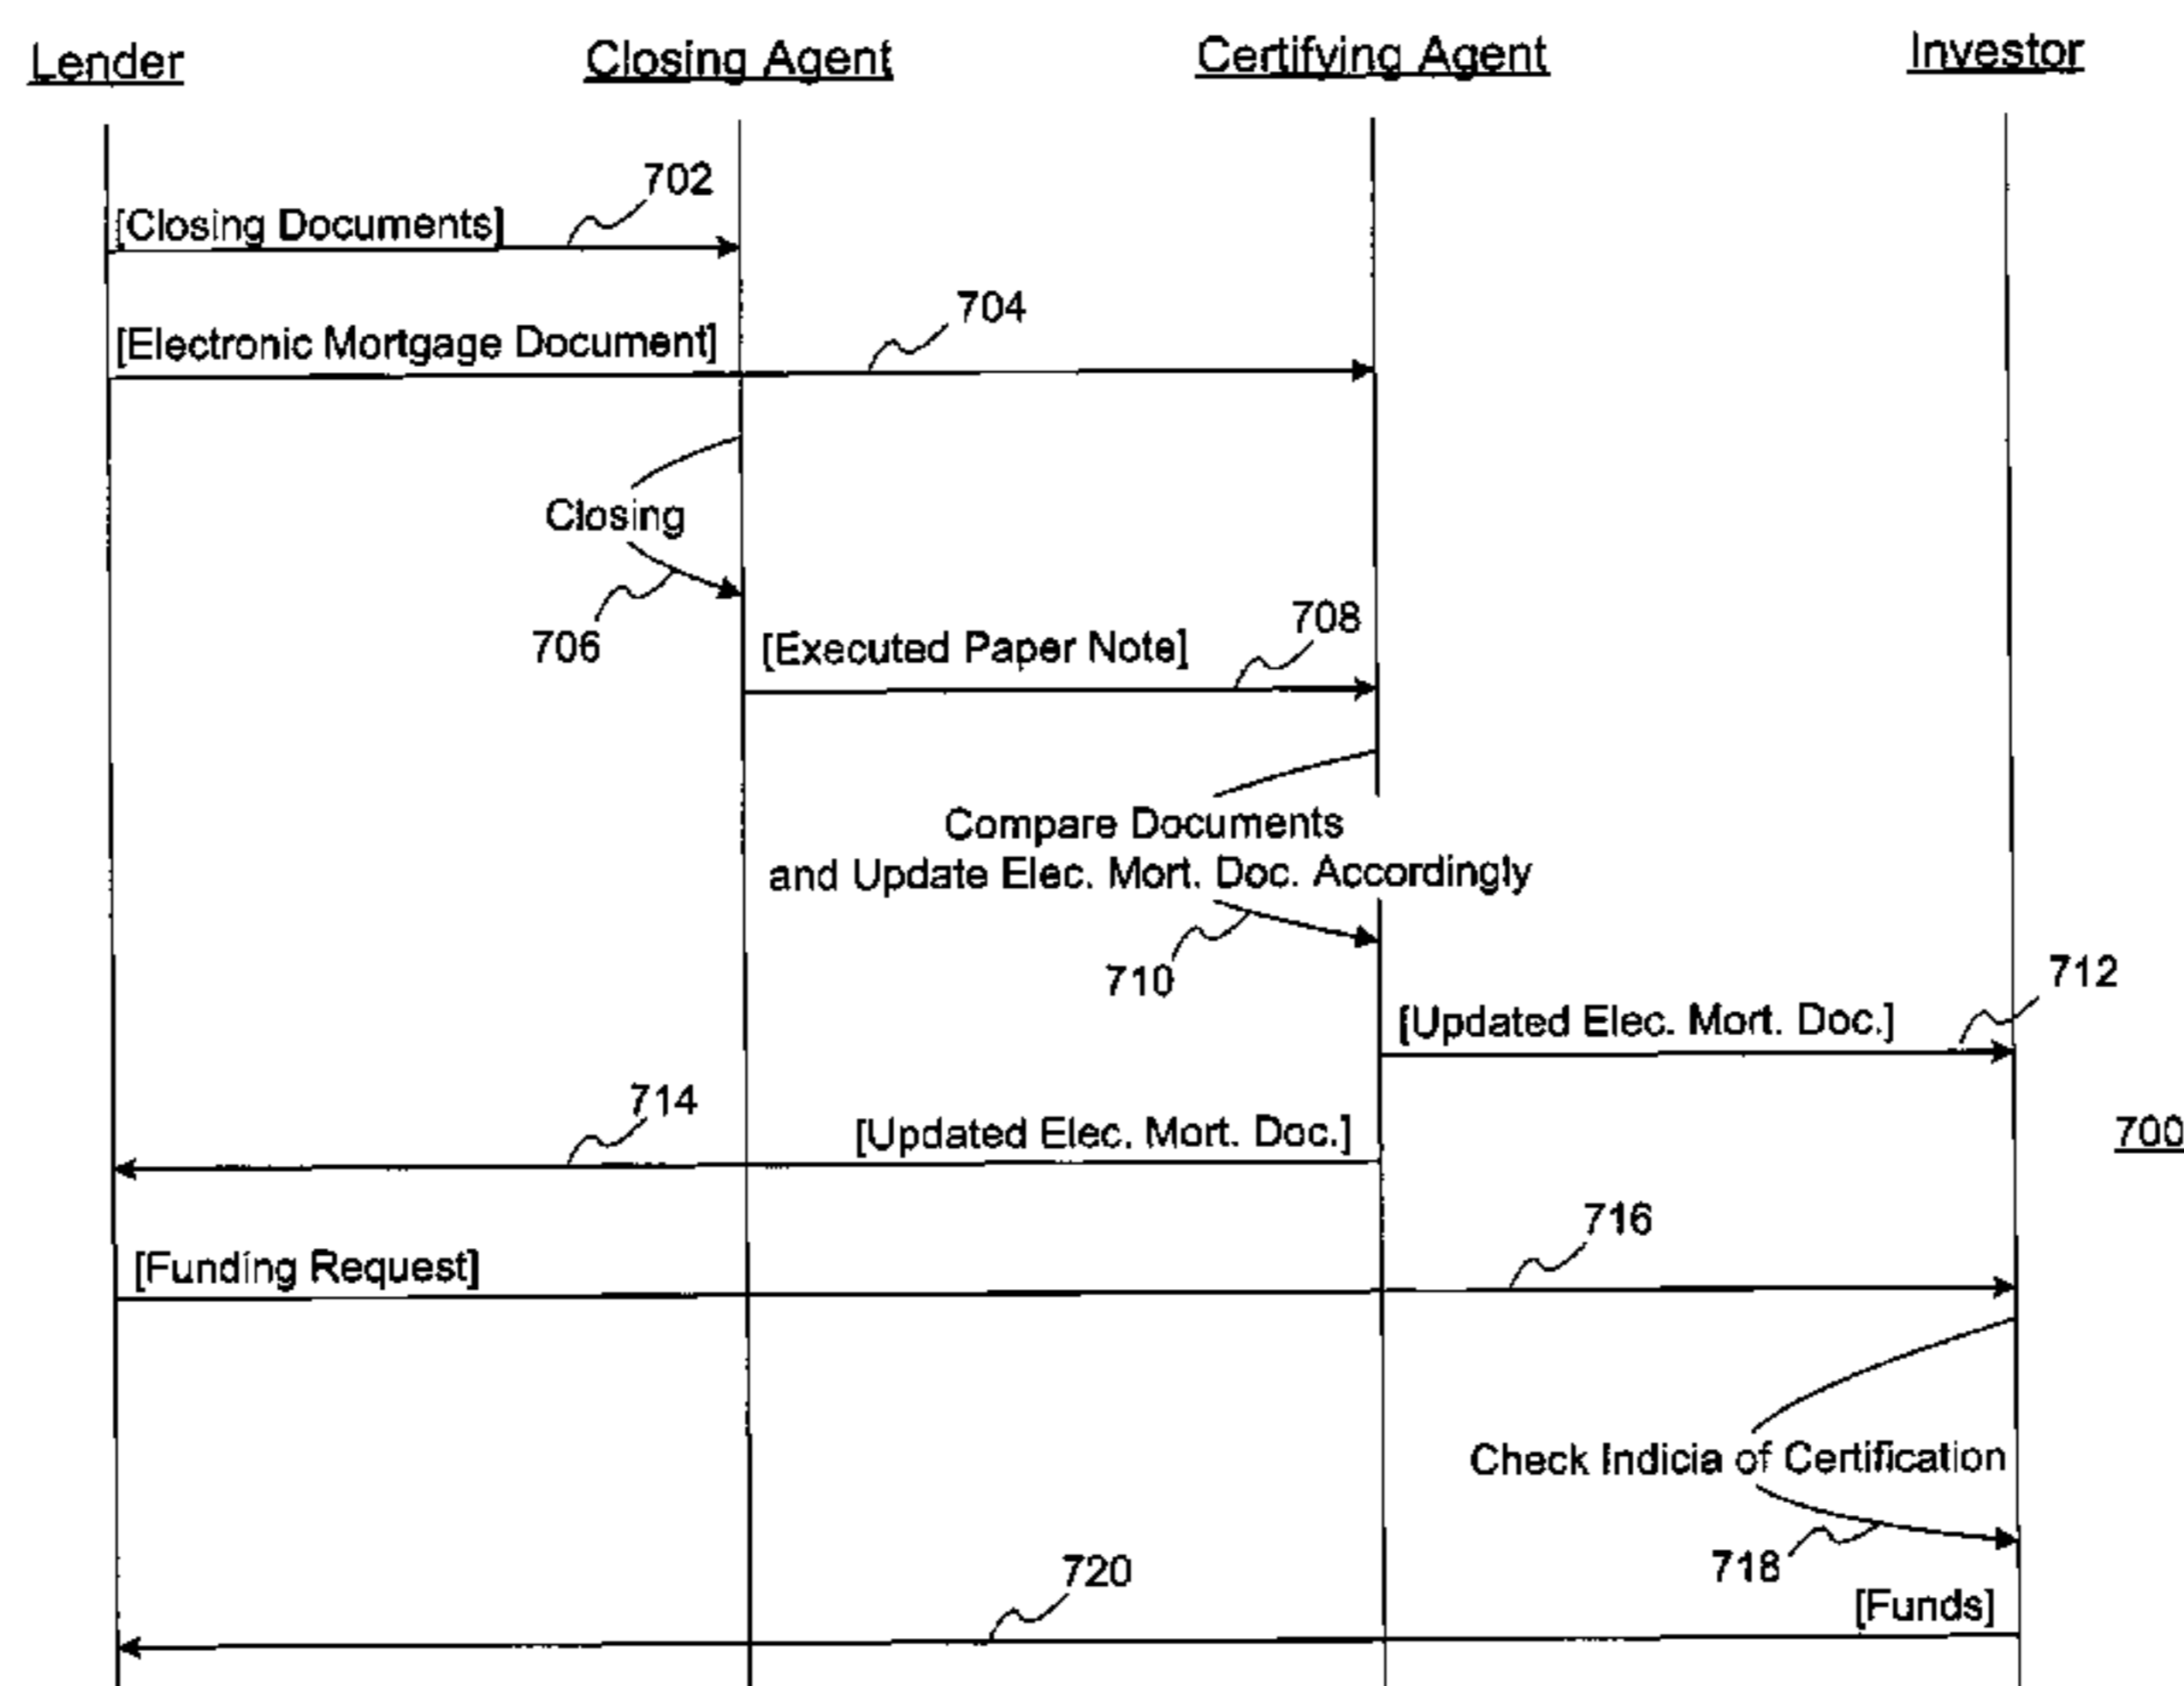 Lender
Closing Agent
Certifying Agent
Investor
702
[Closing Documents]
704
[Electronic Mortgage Document]
Closing
706
708
[Executed Paper Note]
Compare Documents
and Update Elec. Mort. Doc. Accordingly
710
712
[Updated Elec. Mort. Doc.]
714
[Updated Elec. Mort. Doc.]
700
716
[Funding Request]
Check Indicia of Certification
718
720
[Funds]